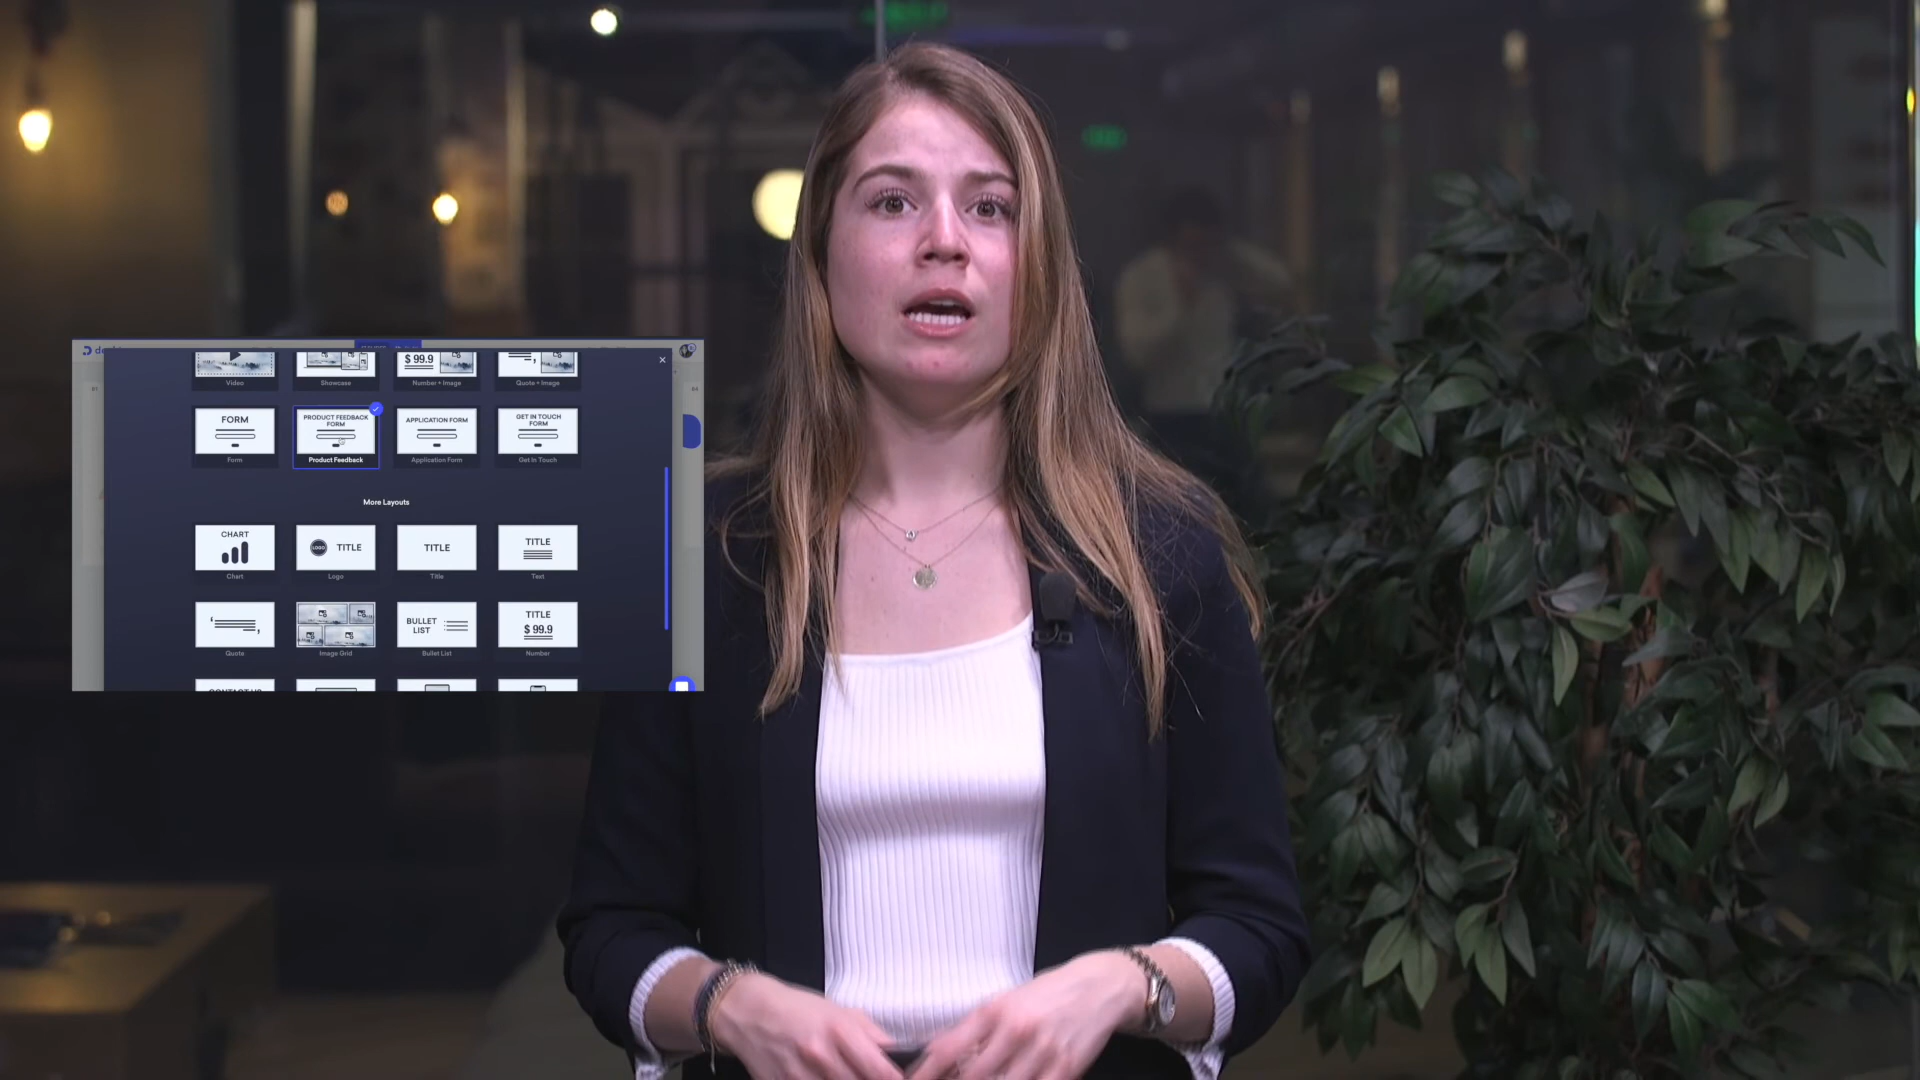 $ 99.9
Video
Showcase
Number + Image
Quote + Image
FORM
PRODUCT FEEDBACK
FORM
APPLICATION FORM
GET IN TOUCH
FORM
Form
Product Feedback
Application Form
Get In Touch
More Layouts
CHART
LOGO
TITLE
TITLE
TITLE
Chart
Logo
Title
Text
BULLET
LIST
TITLE
$ 99.9
Quote
Image Grid
Bullet List
Number